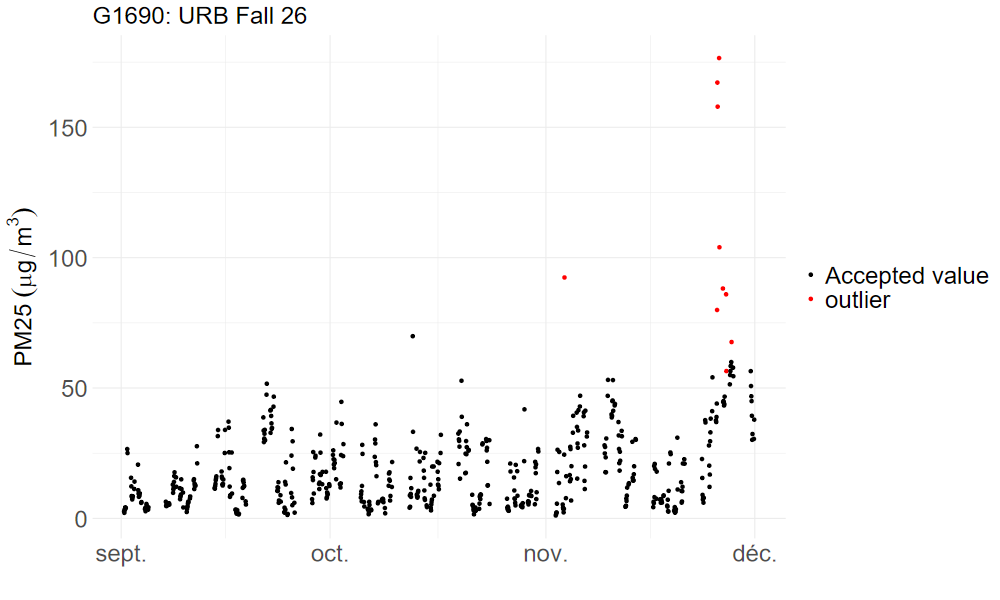 G1690: URB Fall 26
PM25 (μg/m³)
150
100
50
0
sept.
oct.
nov.
déc.
Accepted value
outlier